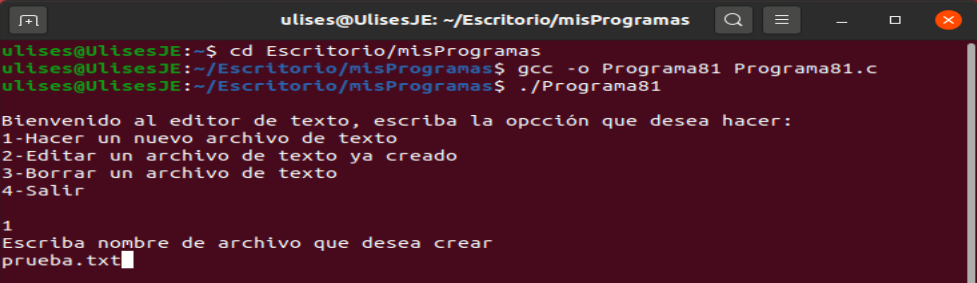 ulises@UlisesJE: ~/Escritorio/misProgramas
ulises@UlisesJE:~$ cd Escritorio/misProgramas
ulises@UlisesJE:~/Escritorio/misProgramas$ gcc -o Programa81 Programa81.c
ulises@UlisesJE:~/Escritorio/misProgramas$ ./Programa81
Bienvenido al editor de texto, escriba la opcción que desea hacer:
1-Hacer un nuevo archivo de texto
2-Editar un archivo de texto ya creado
3-Borrar un archivo de texto
4-Salir
1
Escriba nombre de archivo que desea crear
prueba.txt